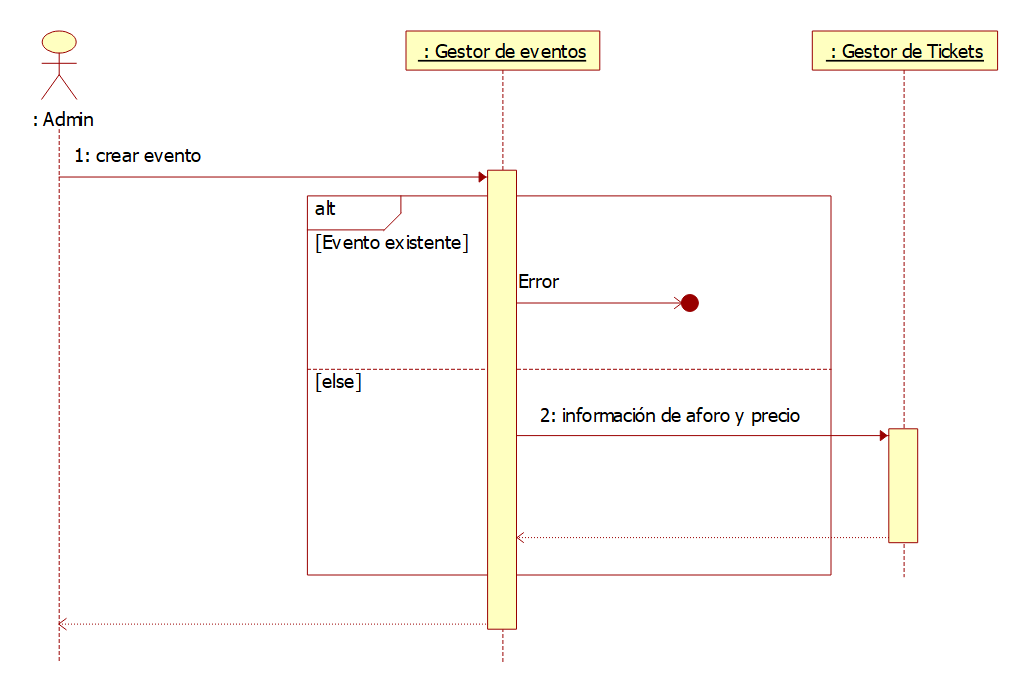 : Gestor de eventos
: Gestor de Tickets
: Admin
1: crear evento
alt
[Evento existente]
Error
[else]
2: información de aforo y precio